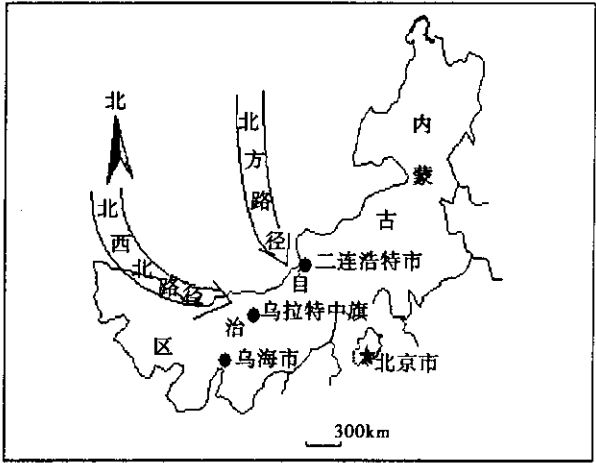 北
北方路径
北西北路径
内蒙古自治区
二连浩特市
乌拉特中旗
乌海市
北京市
300km